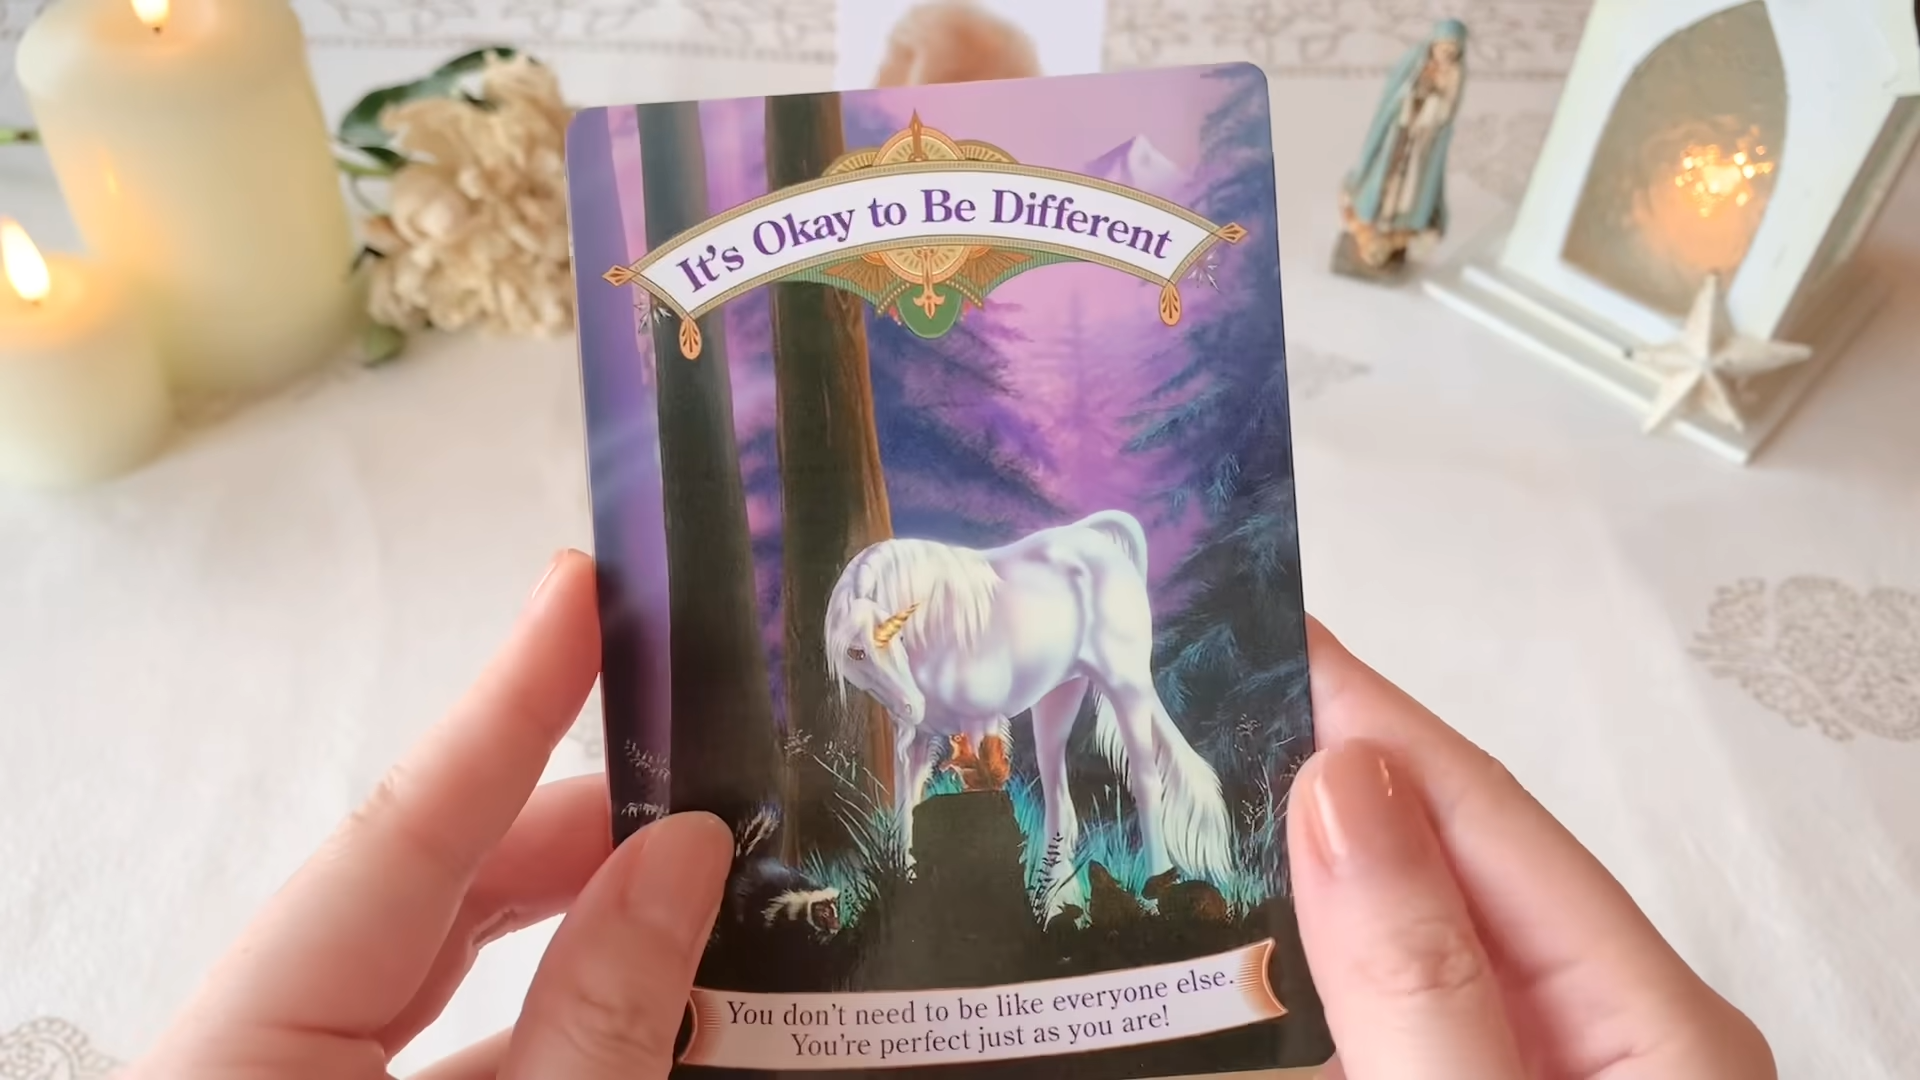 It's Okay to Be Different
You don't need to be like everyone else.
You're perfect just as you are!